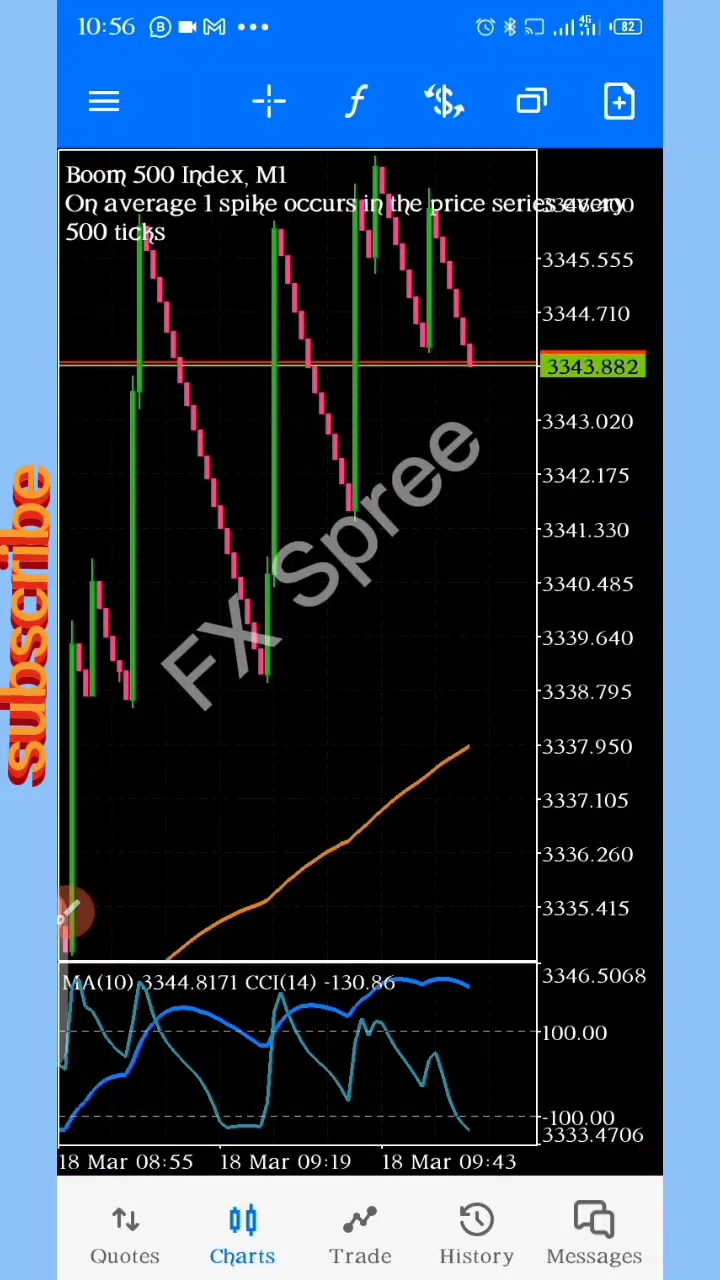 10:56
B
4G
82
Boom 500 Index, M1
On average 1 spike occurs in the price series every
500 ticks
3345.555
3344.710
3343.882
3343.020
3342.175
3341.330
3340.485
3339.640
3338.795
3337.950
3337.105
3336.260
3335.415
FX Spree
subscribe
MA(10) 3344.8171 CCI(14) -130.86
3346.5068
100.00
-100.00
3333.4706
18 Mar 08:55 18 Mar 09:19 18 Mar 09:43
Quotes Charts Trade History Messages